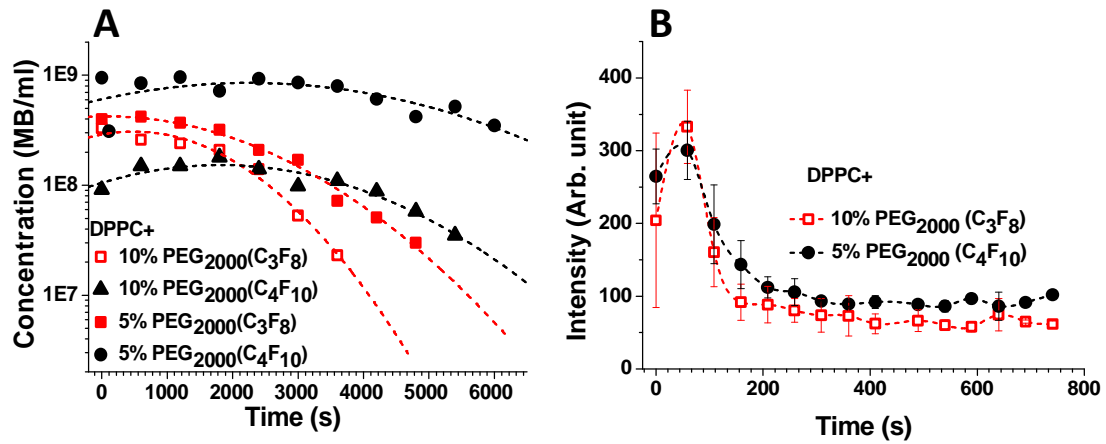 A
Concentration (MB/ml)
1E9
1E8
1E7
DPPC+
10% PEG2000(C3F8)
10% PEG2000(C4F10)
5% PEG2000(C3F8)
5% PEG2000(C4F10)
0 1000 2000 3000 4000 5000 6000
Time (s)
B
Intensity (Arb. unit)
400
300
200
100
0
DPPC+
10% PEG2000 (C3F8)
5% PEG2000 (C4F10)
0 200 400 600 800
Time (s)